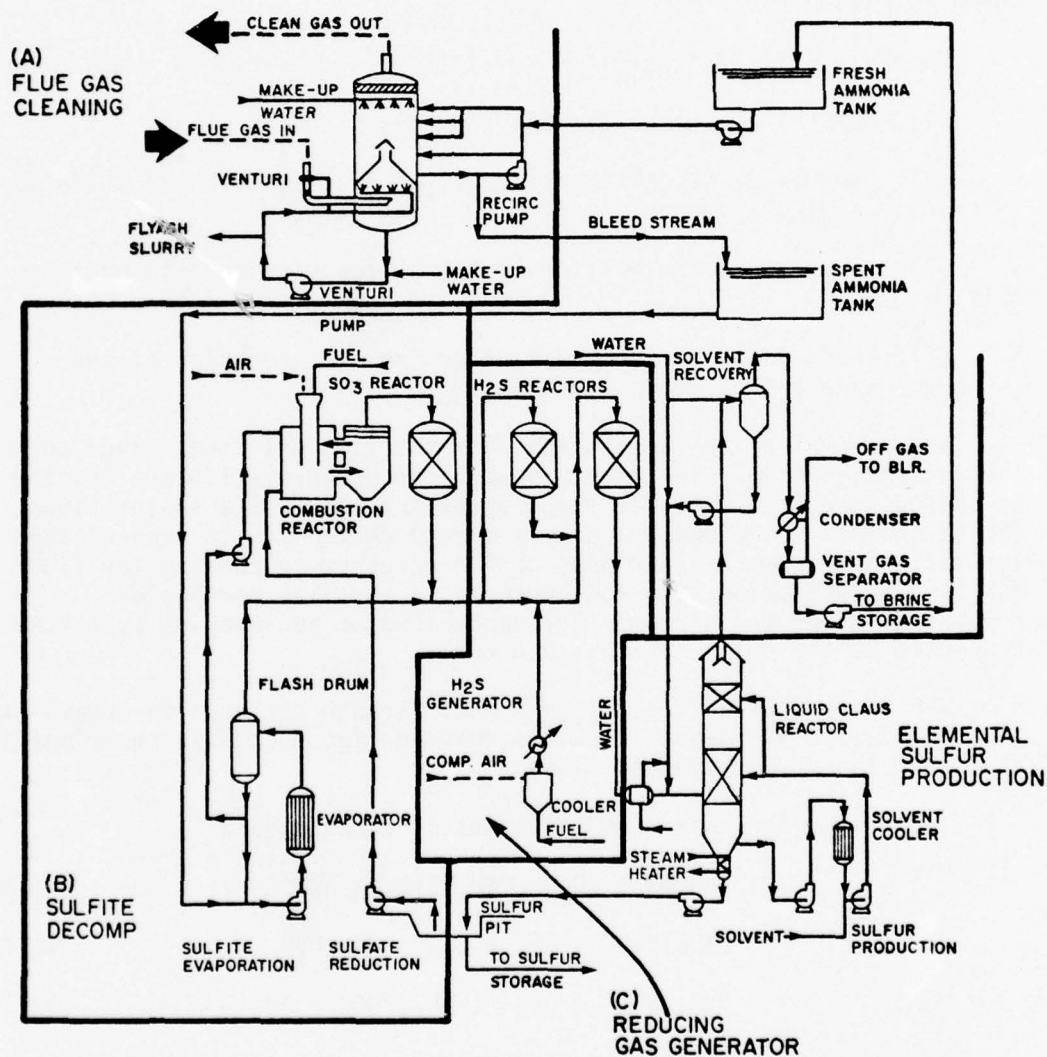 CLEAN GAS OUT
(A)
FLUE GAS
CLEANING
MAKE-UP
WATER
FLUE GAS IN
VENTURI
FLYASH
SLURRY
VENTURI
PUMP
RECIRC
PUMP
MAKE-UP
WATER
BLEED STREAM
FRESH
AMMONIA
TANK
SPENT
AMMONIA
TANK
AIR
FUEL
SO3 REACTOR
COMBUSTION
REACTOR
WATER
H2S REACTORS
SOLVENT
RECOVERY
OFF GAS
TO BLR.
CONDENSER
VENT GAS
SEPARATOR
TO BRINE
STORAGE
FLASH DRUM
EVAPORATOR
H2S
GENERATOR
COMP. AIR
COOLER
FUEL
WATER
LIQUID CLAUS
REACTOR
ELEMENTAL
SULFUR
PRODUCTION
SOLVENT
COOLER
STEAM
HEATER
SOLVENT
SULFUR
PRODUCTION
(B)
SULFITE
DECOMP
SULFITE
EVAPORATION
SULFATE
REDUCTION
SULFUR
PIT
TO SULFUR
STORAGE
(C)
REDUCING
GAS GENERATOR